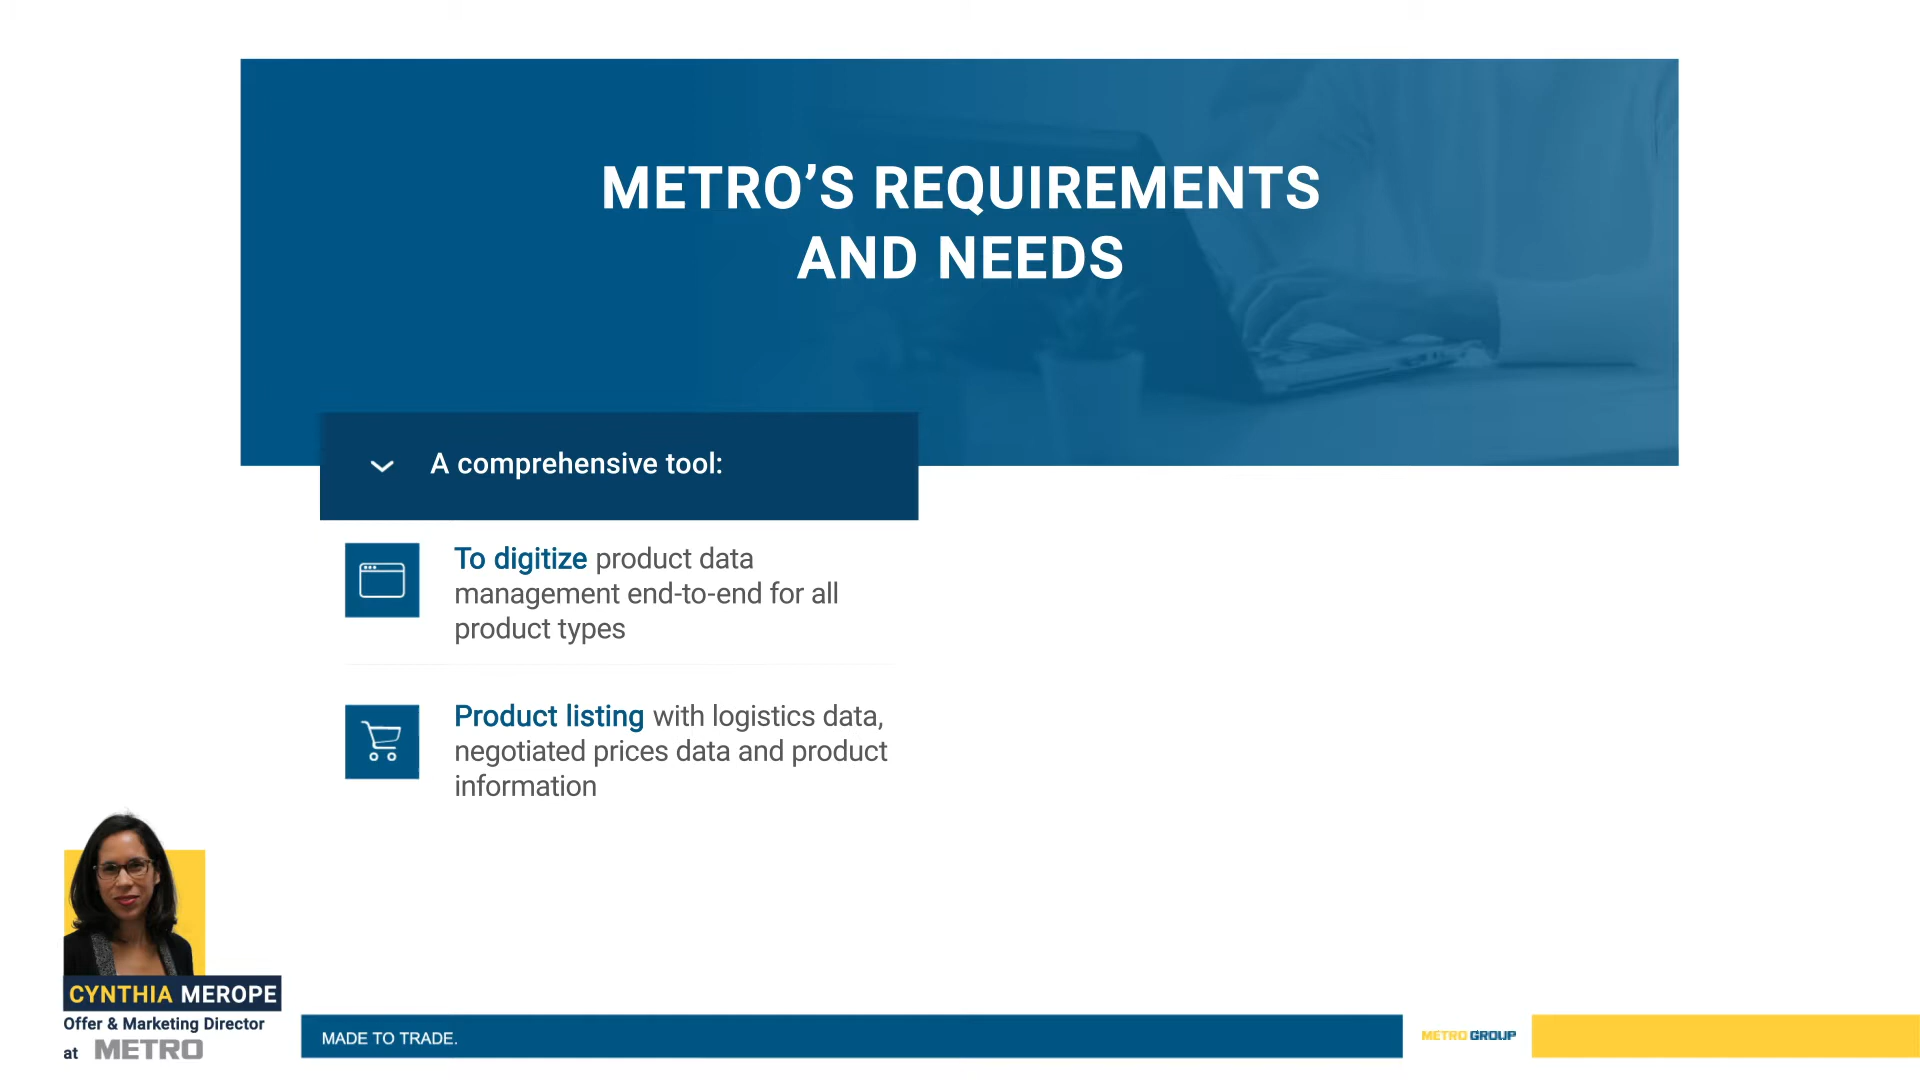 METRO’S REQUIREMENTS
AND NEEDS
A comprehensive tool:
To digitize product data
management end-to-end for all
product types
Product listing with logistics data,
negotiated prices data and product
information
CYNTHIA MEROPE
Offer & Marketing Director
at METRO
MADE TO TRADE.
METRO GROUP